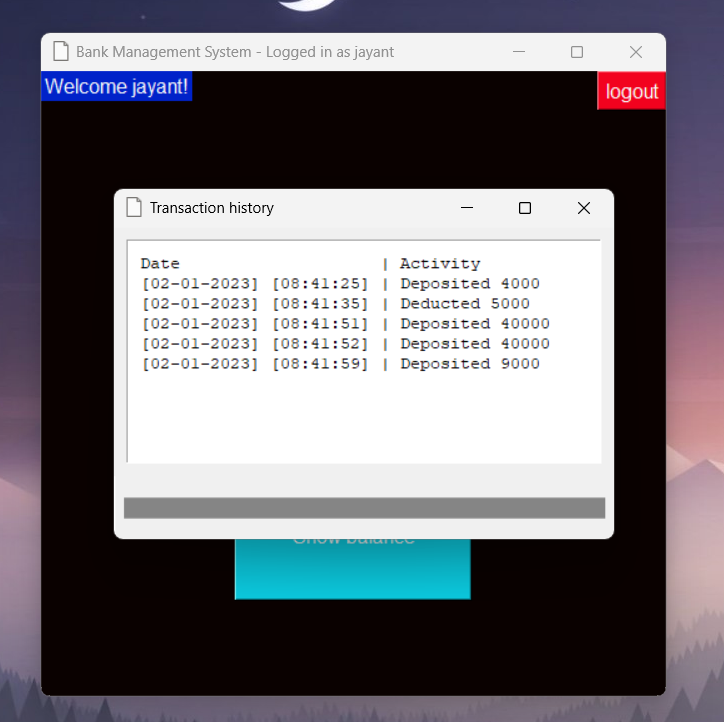 Bank Management System - Logged in as jayant
Welcome jayant!
logout
Transaction history
Date | Activity
[02-01-2023] [08:41:25] | Deposited 4000
[02-01-2023] [08:41:35] | Deducted 5000
[02-01-2023] [08:41:51] | Deposited 40000
[02-01-2023] [08:41:52] | Deposited 40000
[02-01-2023] [08:41:59] | Deposited 9000
Show balance